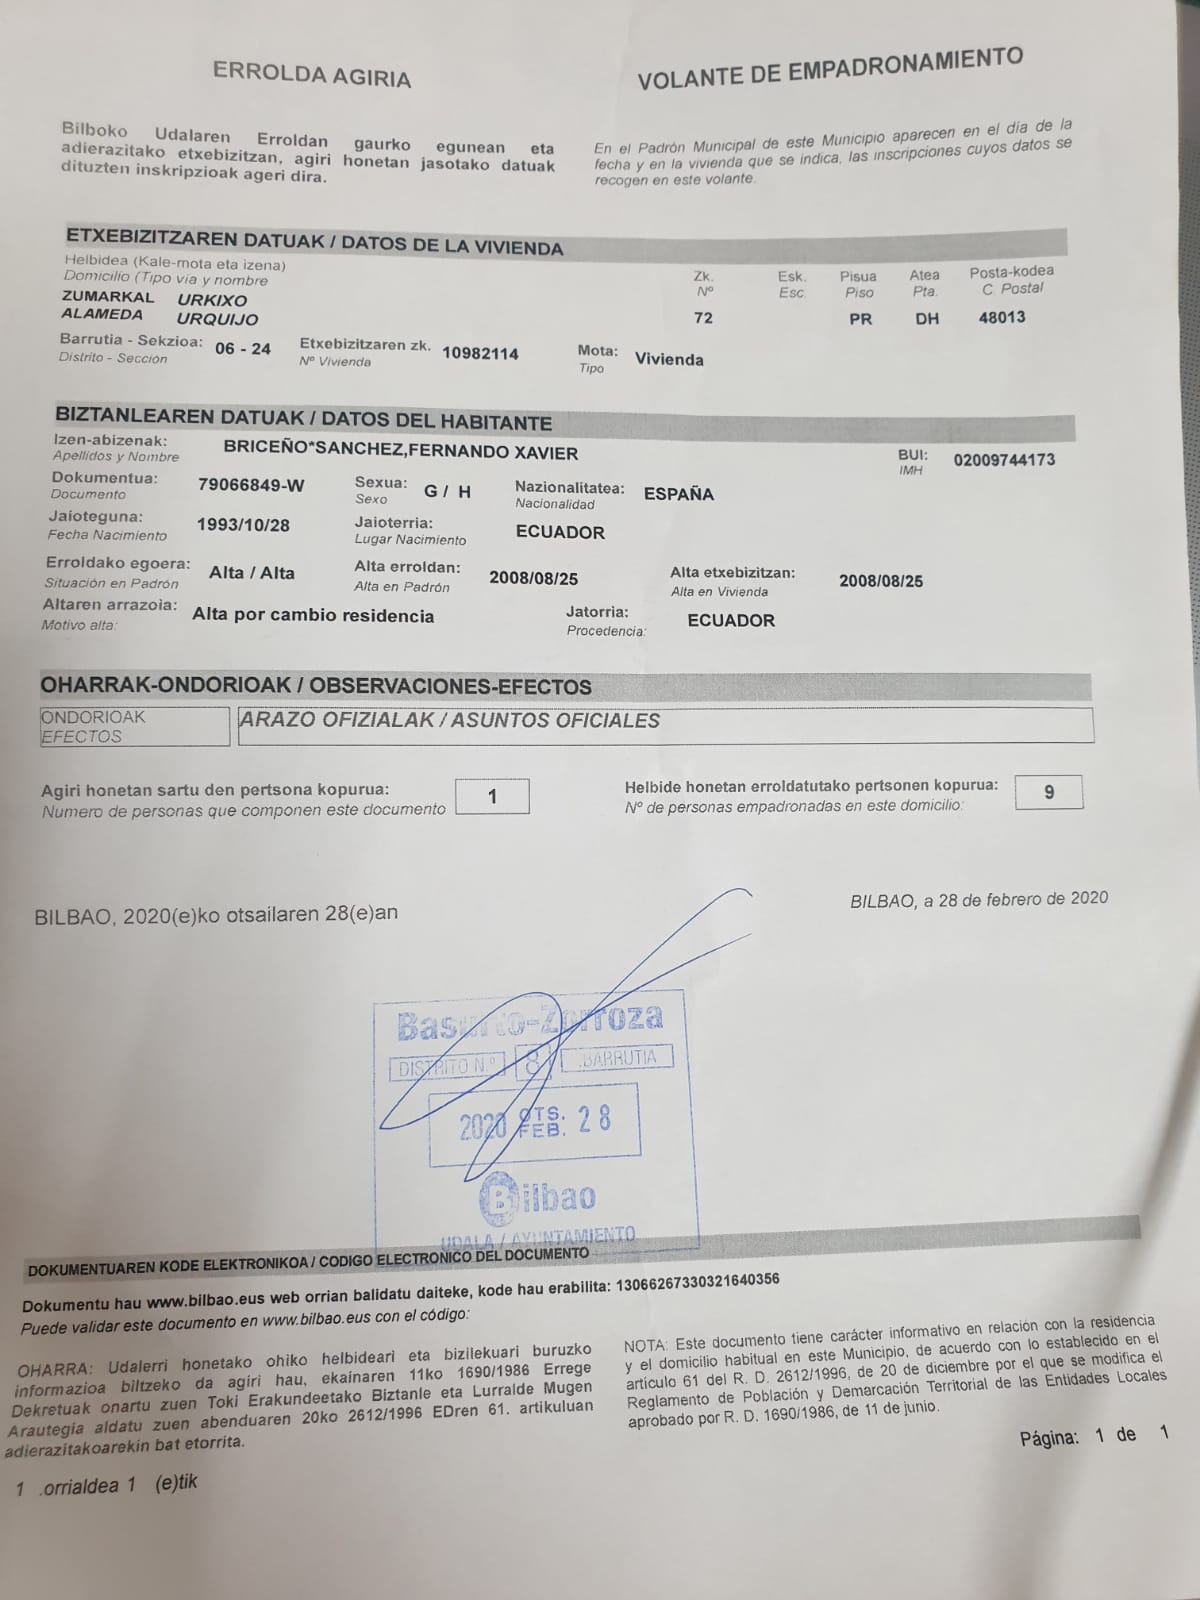 ERROLDA AGIRIA
VOLANTE DE EMPADRONAMIENTO
Bilboko Udalaren Erroldan gaurko egunean eta
adierazitako etxebizitzan, agiri honetan jasotako datuak
dituzten inskripzioak ageri dira.
En el Padrón Municipal de este Municipio aparecen en el día de la
fecha y en la vivienda que se indica, las inscripciones cuyos datos se
recogen en este volante.
ETXEBIZITZAREN DATUAK / DATOS DE LA VIVIENDA
Helbidea (Kale-mota eta izena) Zk. Esk. Pisua Atea Posta-kodea
Domicilio (Tipo vía y nombre Nº Esc. Piso Pta. C. Postal
ZUMARKAL URKIXO
ALAMEDA URQUIJO 72 PR DH 48013
Barrutia - Sekzioa: 06 - 24 Etxebizitzaren zk. 10982114 Mota: Vivienda
Distrito - Sección Nº Vivienda Tipo
BIZTANLEAREN DATUAK / DATOS DEL HABITANTE
Izen-abizenak: BRICEÑO*SANCHEZ,FERNANDO XAVIER BUI: 02009744173
Apellidos y Nombre IMH
Dokumentua: 79066849-W Sexua: G / H Nazionalitatea: ESPAÑA
Documento Sexo Nacionalidad
Jaioteguna: 1993/10/28 Jaioterria: ECUADOR
Fecha Nacimiento Lugar Nacimiento
Erroldako egoera: Alta / Alta Alta erroldan: 2008/08/25 Alta etxebizitzan: 2008/08/25
Situación en Padrón Alta en Padrón Alta en Vivienda
Altaren arrazoia: Alta por cambio residencia Jatorria: ECUADOR
Motivo alta: Procedencia:
OHARRAK-ONDORIOAK / OBSERVACIONES-EFECTOS
ONDORIOAK ARAZO OFIZIALAK / ASUNTOS OFICIALES
EFECTOS
Agiri honetan sartu den pertsona kopurua: 1
Numero de personas que componen este documento
Helbide honetan erroldatutako pertsonen kopurua: 9
Nº de personas empadronadas en este domicilio:
BILBAO, 2020(e)ko otsailaren 28(e)an
BILBAO, a 28 de febrero de 2020
Basurto-Zorroza
DISTRITO N.º 8 BARRUTIA
2020 OTS. FEB. 28
Bilbao
UDALA / AYUNTAMIENTO
DOKUMENTUAREN KODE ELEKTRONIKOA / CODIGO ELECTRONICO DEL DOCUMENTO
Dokumentu hau www.bilbao.eus web orrian balidatu daiteke, kode hau erabilita: 13066267330321640356
Puede validar este documento en www.bilbao.eus con el código:
OHARRA: Udalerri honetako ohiko helbideari eta bizilekuari buruzko
informazioa biltzeko da agiri hau, ekainaren 11ko 1690/1986 Errege
Dekretuak onartu zuen Toki Erakundeetako Biztanle eta Lurralde Mugen
Arautegia aldatu zuen abenduaren 20ko 2612/1996 EDren 61. artikuluan
adierazitakoarekin bat etorrita.
NOTA: Este documento tiene carácter informativo en relación con la residencia
y el domicilio habitual en este Municipio, de acuerdo con lo establecido en el
artículo 61 del R. D. 2612/1996, de 20 de diciembre por el que se modifica el
Reglamento de Población y Demarcación Territorial de las Entidades Locales
aprobado por R. D. 1690/1986, de 11 de junio.
Página: 1 de 1
1 .orrialdea 1 (e)tik